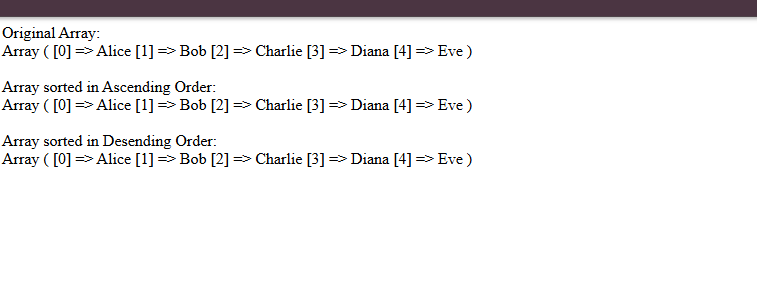 Original Array:
Array ( [0] => Alice [1] => Bob [2] => Charlie [3] => Diana [4] => Eve )
Array sorted in Ascending Order:
Array ( [0] => Alice [1] => Bob [2] => Charlie [3] => Diana [4] => Eve )
Array sorted in Desending Order:
Array ( [0] => Alice [1] => Bob [2] => Charlie [3] => Diana [4] => Eve )